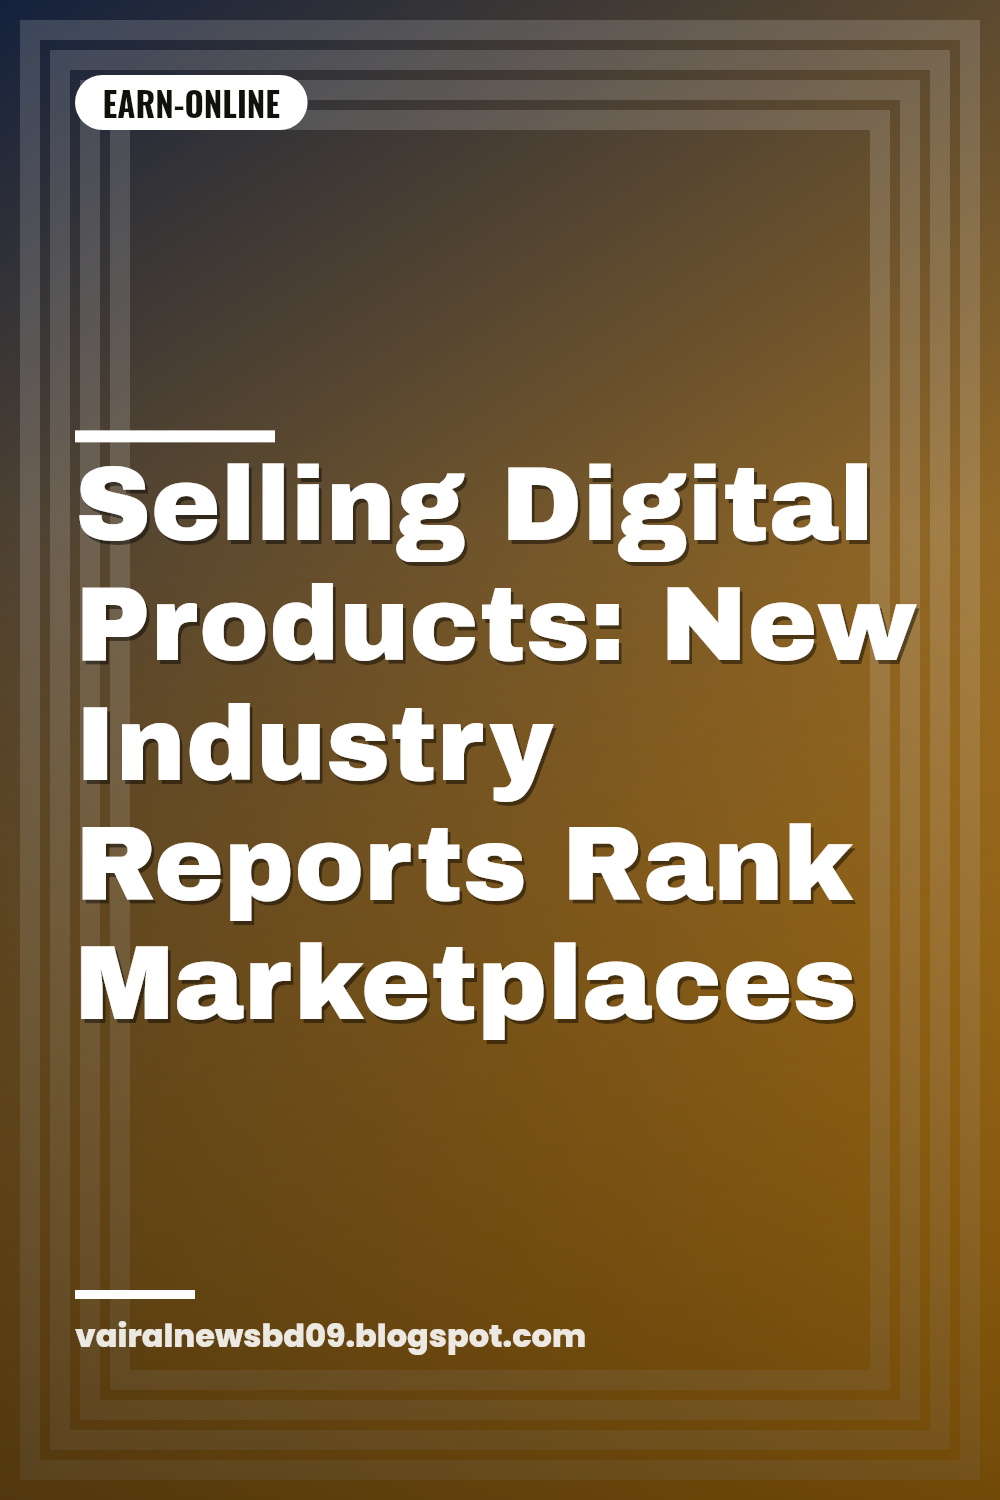 EARN-ONLINE
Selling Digital
Products: New
Industry
Reports Rank
Marketplaces
vairalnewsbd09.blogspot.com